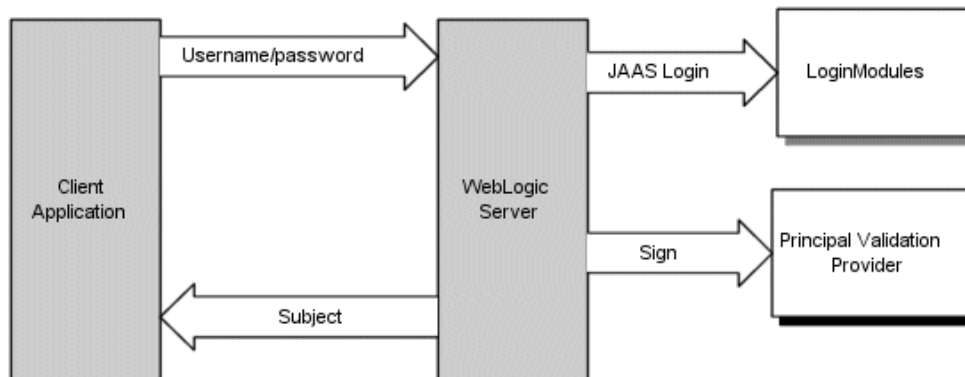 Username/password
JAAS Login
LoginModules
Client
Application
WebLogic
Server
Sign
Principal Validation
Provider
Subject